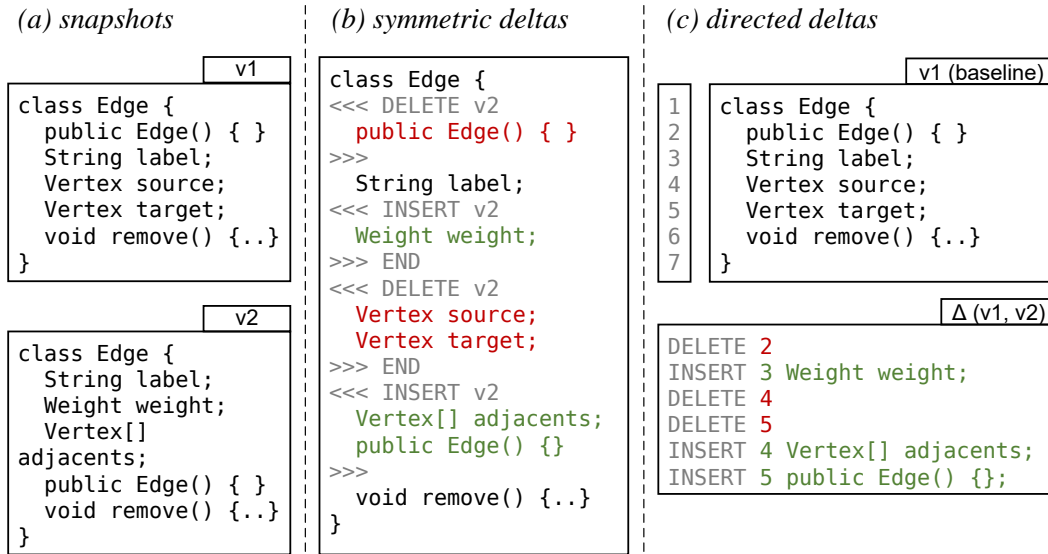 (a) snapshots
v1
class Edge {
  public Edge() { }
  String label;
  Vertex source;
  Vertex target;
  void remove() {..}
}
v2
class Edge {
  String label;
  Weight weight;
  Vertex[]
adjacents;
  public Edge() { }
  void remove() {..}
}
(b) symmetric deltas
class Edge {
<<< DELETE v2
  public Edge() { }
>>>
  String label;
<<< INSERT v2
  Weight weight;
>>> END
<<< DELETE v2
  Vertex source;
  Vertex target;
>>> END
<<< INSERT v2
  Vertex[] adjacents;
  public Edge() {}
>>>
  void remove() {..}
}
(c) directed deltas
v1 (baseline)
1 class Edge {
2   public Edge() { }
3   String label;
4   Vertex source;
5   Vertex target;
6   void remove() {..}
7 }
Δ (v1, v2)
DELETE 2
INSERT 3 Weight weight;
DELETE 4
DELETE 5
INSERT 4 Vertex[] adjacents;
INSERT 5 public Edge() {};